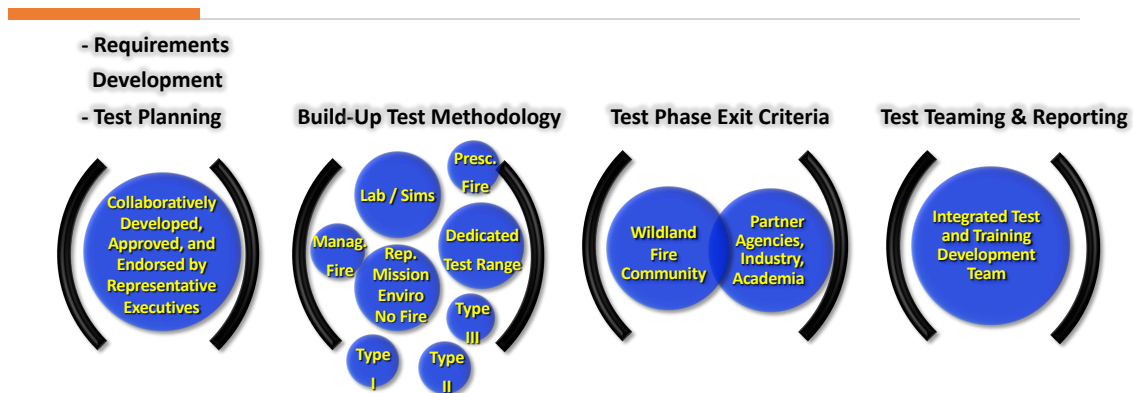 - Requirements
Development
- Test Planning
Build-Up Test Methodology
Test Phase Exit Criteria
Test Teaming & Reporting
Collaboratively
Developed,
Approved, and
Endorsed by
Representative
Executives
Presc.
Fire
Lab / Sims
Manag.
Fire
Dedicated
Test Range
Rep.
Mission
Enviro
No Fire
Type
III
Type
I
Type
II
Wildland
Fire
Community
Partner
Agencies,
Industry,
Academia
Integrated Test
and Training
Development
Team